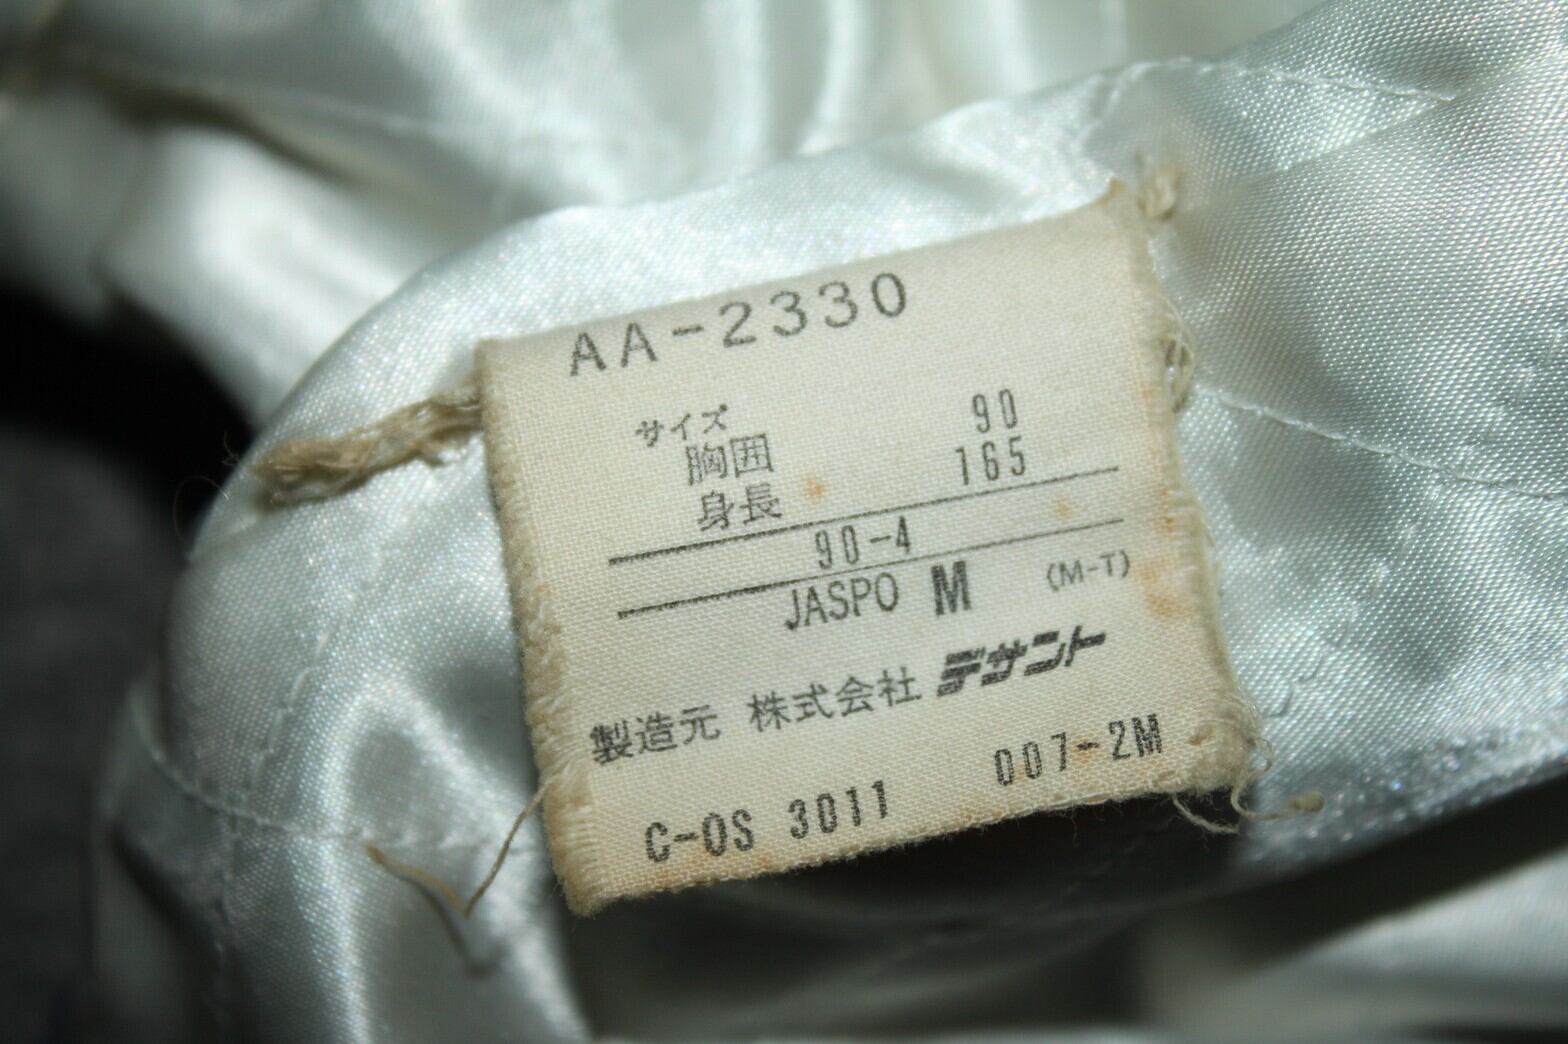 AA-2330
サイズ
胸囲 90
身長 165
90-4
JASPO M (M-T)
製造元 株式会社 デサント
C-OS 3011 007-2M